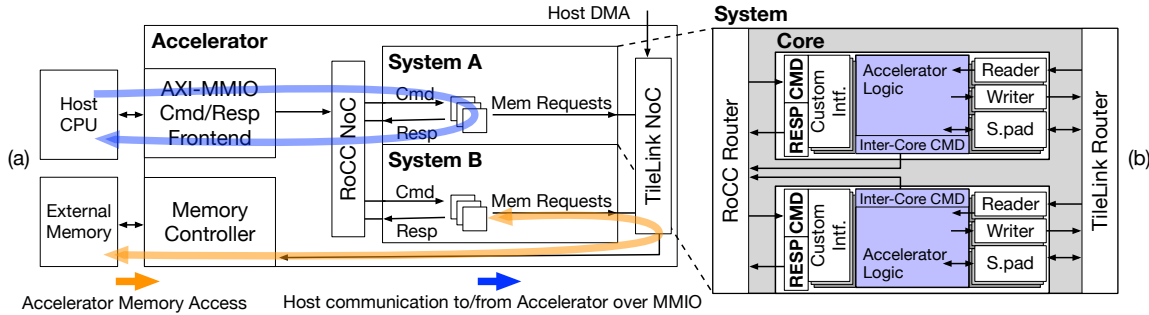 (a)
Host DMA
Accelerator
Host
CPU
AXI-MMIO
Cmd/Resp
Frontend
RoCC NoC
System A
Cmd
Resp
Mem Requests
System B
Cmd
Resp
Mem Requests
TileLink NoC
External
Memory
Memory
Controller
Accelerator Memory Access
Host communication to/from Accelerator over MMIO
System
RoCC Router
Core
CMD
RESP
Custom
Intf.
Accelerator
Logic
Inter-Core CMD
Reader
Writer
S.pad
CMD
RESP
Custom
Intf.
Inter-Core CMD
Accelerator
Logic
Reader
Writer
S.pad
TileLink Router
(b)